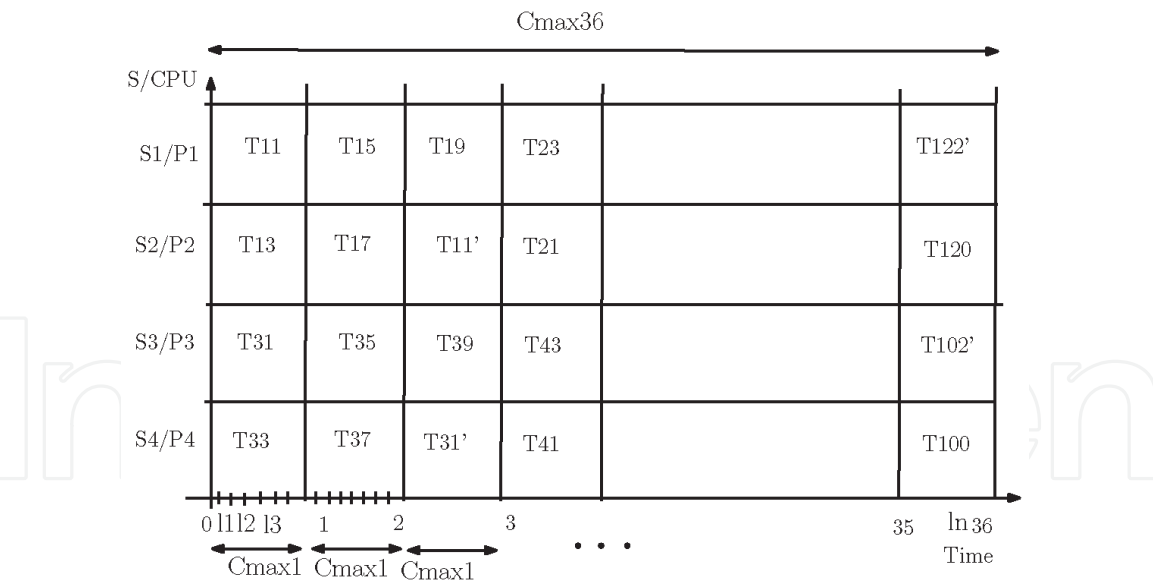 Cmax36
S/CPU
S1/P1 T11 T15 T19 T23 T122'
S2/P2 T13 T17 T11' T21 T120
S3/P3 T31 T35 T39 T43 T102'
S4/P4 T33 T37 T31' T41 T100
0 l1 l2 l3 1 2 3 35 ln 36
Time
Cmax1 Cmax1 Cmax1 • • •